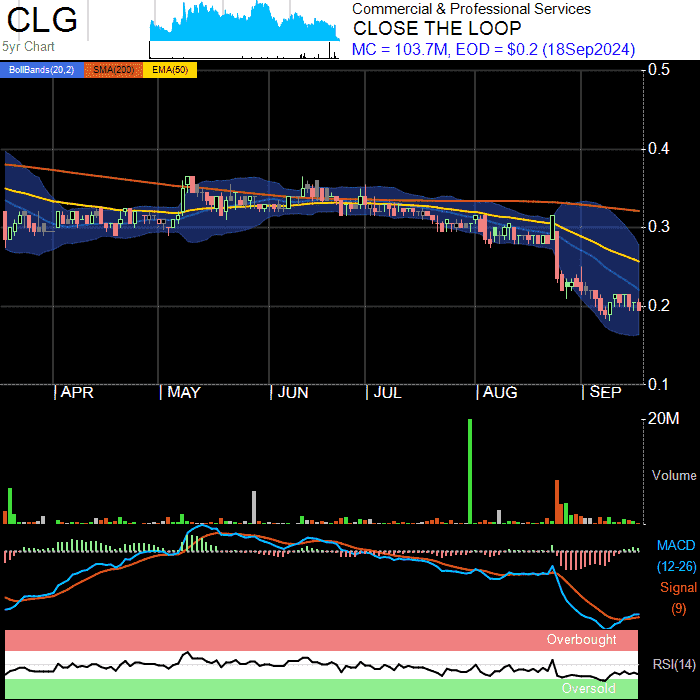 CLG
5yr Chart
Commercial & Professional Services
CLOSE THE LOOP
MC = 103.7M, EOD = $0.2 (18Sep2024)
BollBands(20,2) SMA(200) EMA(50)
0.5
0.4
0.3
0.2
0.1
APR MAY JUN JUL AUG SEP
20M
Volume
MACD
(12-26)
Signal
(9)
Overbought
RSI(14)
Oversold